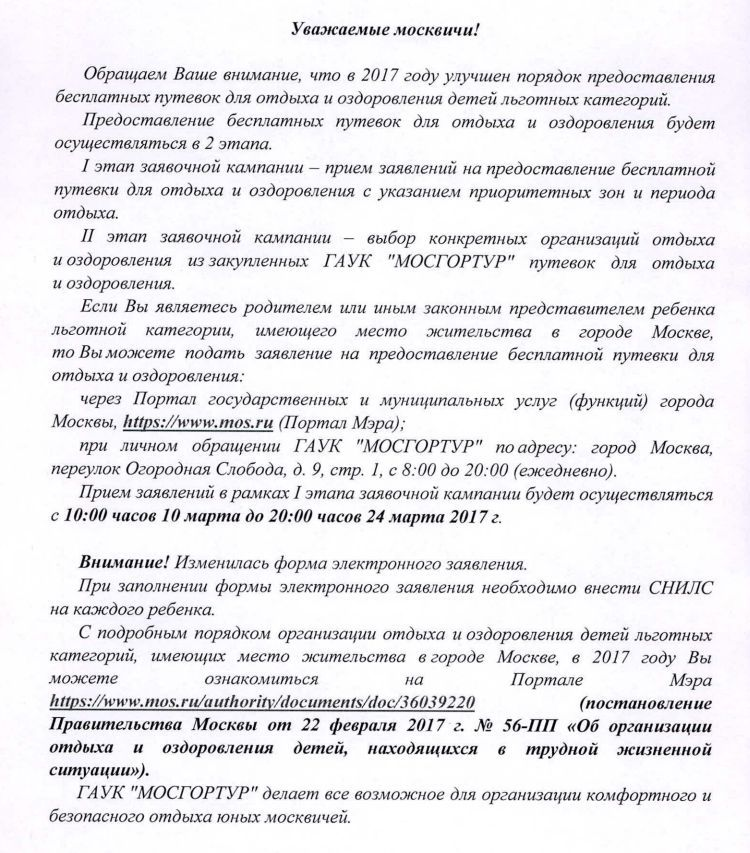 Уважаемые москвичи!
Обращаем Ваше внимание, что в 2017 году улучшен порядок предоставления
бесплатных путевок для отдыха и оздоровления детей льготных категорий.
Предоставление бесплатных путевок для отдыха и оздоровления будет
осуществляться в 2 этапа.
I этап заявочной кампании – прием заявлений на предоставление бесплатной
путевки для отдыха и оздоровления с указанием приоритетных зон и периода
отдыха.
II этап заявочной кампании – выбор конкретных организаций отдыха
и оздоровления из закупленных ГАУК "МОСГОРТУР" путевок для отдыха
и оздоровления.
Если Вы являетесь родителем или иным законным представителем ребенка
льготной категории, имеющего место жительства в городе Москве,
то Вы можете подать заявление на предоставление бесплатной путевки для
отдыха и оздоровления:
через Портал государственных и муниципальных услуг (функций) города
Москвы, https://www.mos.ru (Портал Мэра);
при личном обращении ГАУК "МОСГОРТУР" по адресу: город Москва,
переулок Огородная Слобода, д. 9, стр. 1, с 8:00 до 20:00 (ежедневно).
Прием заявлений в рамках I этапа заявочной кампании будет осуществляться
с 10:00 часов 10 марта до 20:00 часов 24 марта 2017 г.
Внимание! Изменилась форма электронного заявления.
При заполнении формы электронного заявления необходимо внести СНИЛС
на каждого ребенка.
С подробным порядком организации отдыха и оздоровления детей льготных
категорий, имеющих место жительства в городе Москве, в 2017 году Вы
можете ознакомиться на Портале Мэра
https://www.mos.ru/authority/documents/doc/36039220 (постановление
Правительства Москвы от 22 февраля 2017 г. № 56-ПП «Об организации
отдыха и оздоровления детей, находящихся в трудной жизненной
ситуации»).
ГАУК "МОСГОРТУР" делает все возможное для организации комфортного и
безопасного отдыха юных москвичей.